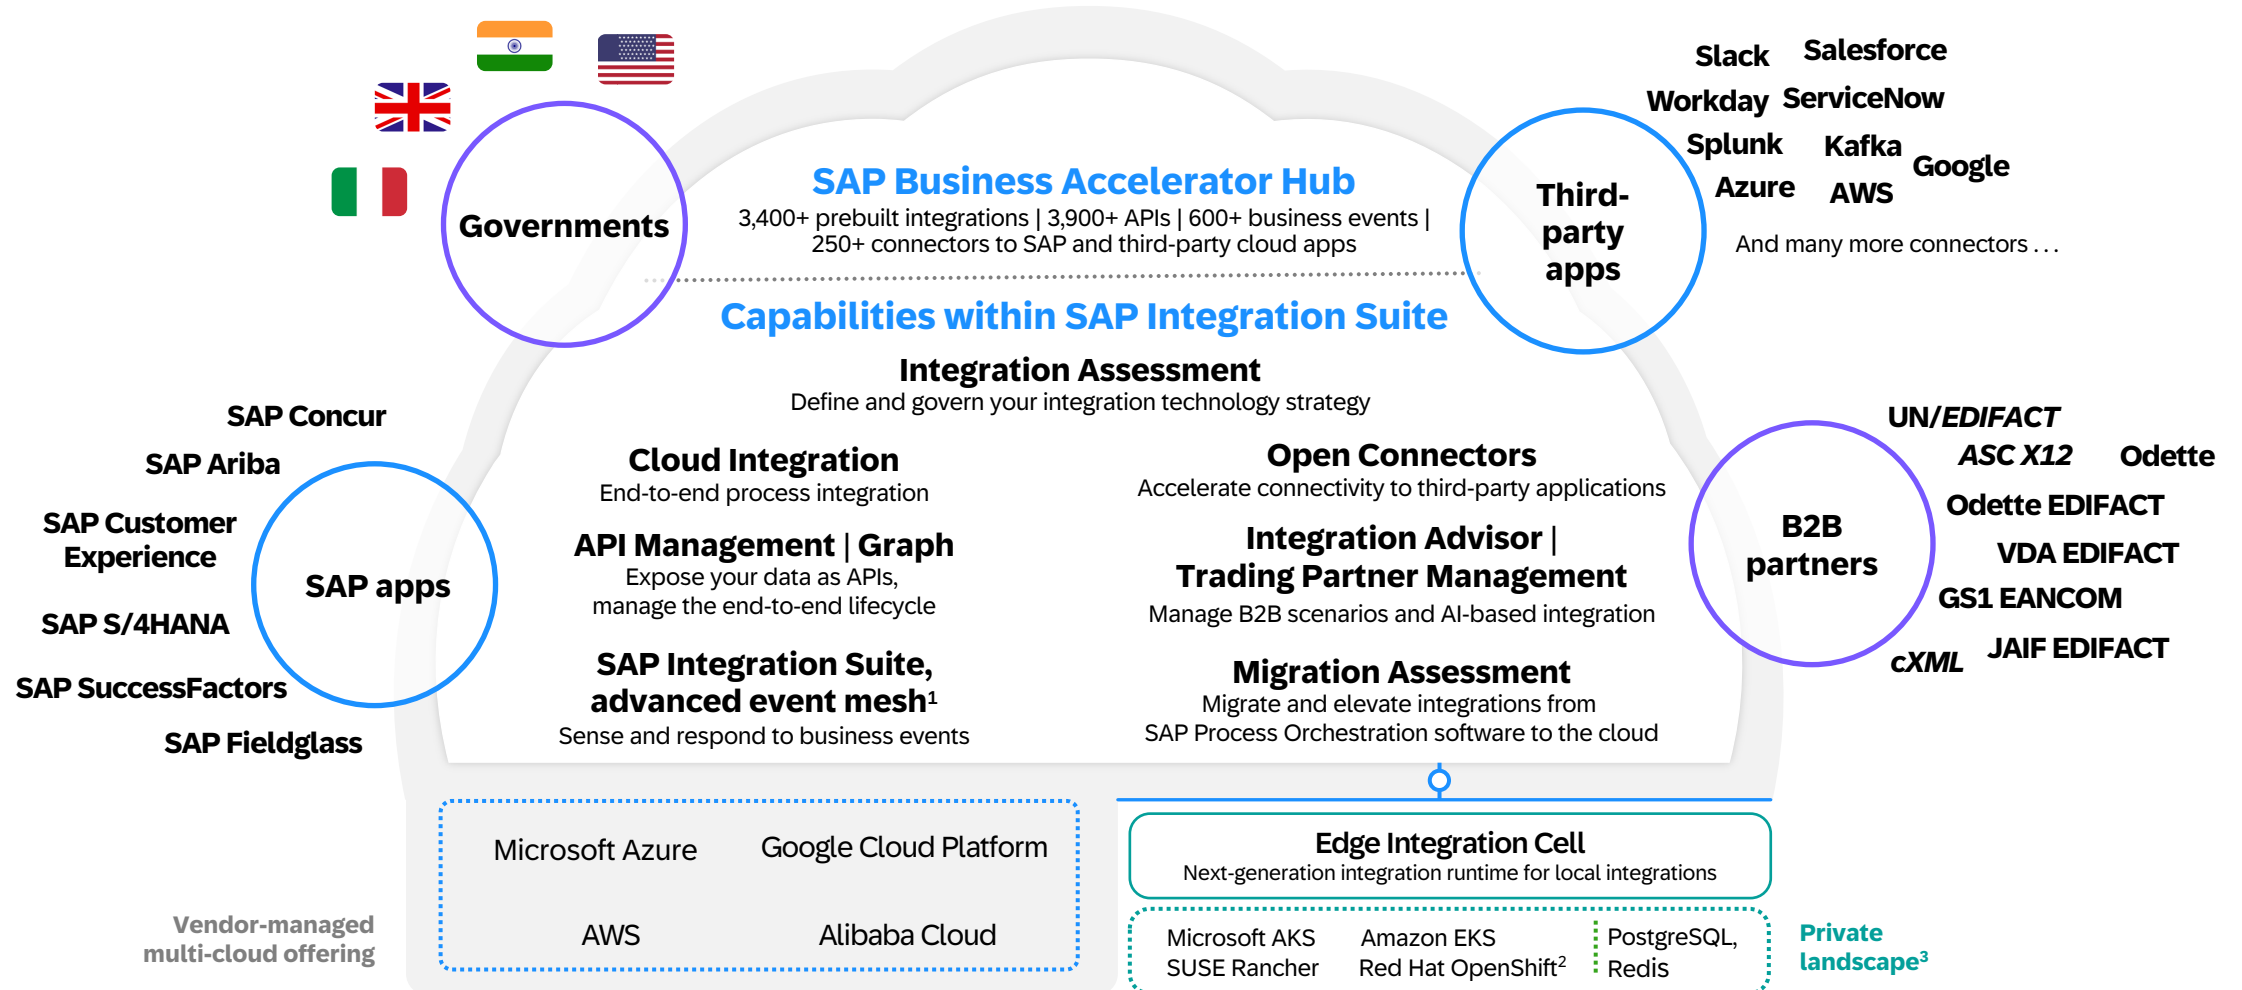 Governments
SAP Business Accelerator Hub
3,400+ prebuilt integrations | 3,900+ APIs | 600+ business events |
250+ connectors to SAP and third-party cloud apps
Third-
party
apps
Slack
Salesforce
Workday
ServiceNow
Splunk
Kafka
Google
Azure
AWS
And many more connectors . . .
Capabilities within SAP Integration Suite
Integration Assessment
Define and govern your integration technology strategy
Cloud Integration
End-to-end process integration
API Management | Graph
Expose your data as APIs,
manage the end-to-end lifecycle
SAP Integration Suite,
advanced event mesh¹
Sense and respond to business events
Open Connectors
Accelerate connectivity to third-party applications
Integration Advisor |
Trading Partner Management
Manage B2B scenarios and AI-based integration
Migration Assessment
Migrate and elevate integrations from
SAP Process Orchestration software to the cloud
SAP Concur
SAP Ariba
SAP Customer
Experience
SAP apps
SAP S/4HANA
SAP SuccessFactors
SAP Fieldglass
B2B
partners
UN/EDIFACT
ASC X12
Odette
Odette EDIFACT
VDA EDIFACT
GS1 EANCOM
JAIF EDIFACT
cXML
Microsoft Azure
Google Cloud Platform
AWS
Alibaba Cloud
Vendor-managed
multi-cloud offering
Edge Integration Cell
Next-generation integration runtime for local integrations
Microsoft AKS
SUSE Rancher
Amazon EKS
Red Hat OpenShift²
PostgreSQL,
Redis
Private
landscape³